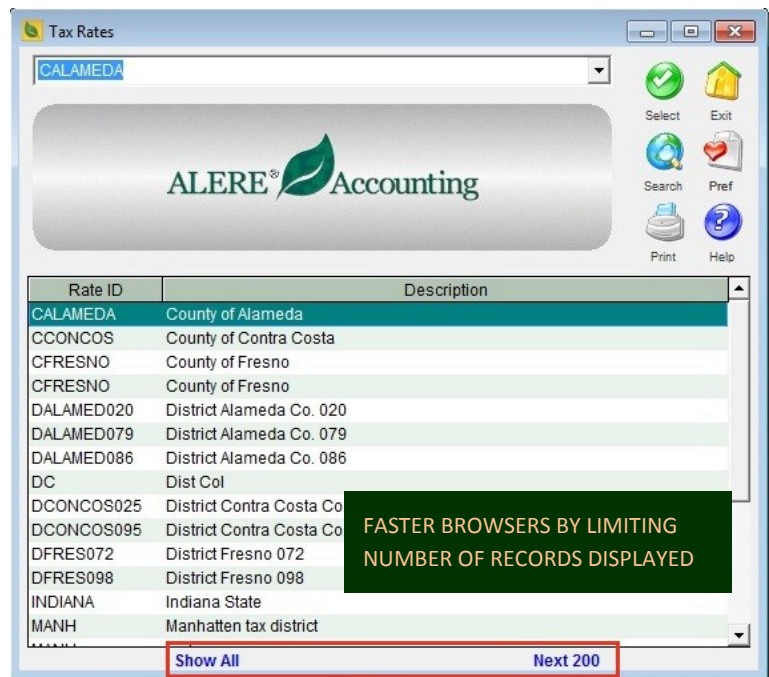 Tax Rates
CALAMEDA
Select Exit
ALERE® Accounting
Search Pref
Print Help
Rate ID Description
CALAMEDA County of Alameda
CCONCOS County of Contra Costa
CFRESNO County of Fresno
CFRESNO County of Fresno
DALAMED020 District Alameda Co. 020
DALAMED079 District Alameda Co. 079
DALAMED086 District Alameda Co. 086
DC Dist Col
DCONCOS025 District Contra Costa Co
DCONCOS095 District Contra Costa Co
FASTER BROWSERS BY LIMITING
NUMBER OF RECORDS DISPLAYED
DFRES072 District Fresno 072
DFRES098 District Fresno 098
INDIANA Indiana State
MANH Manhatten tax district
Show All Next 200